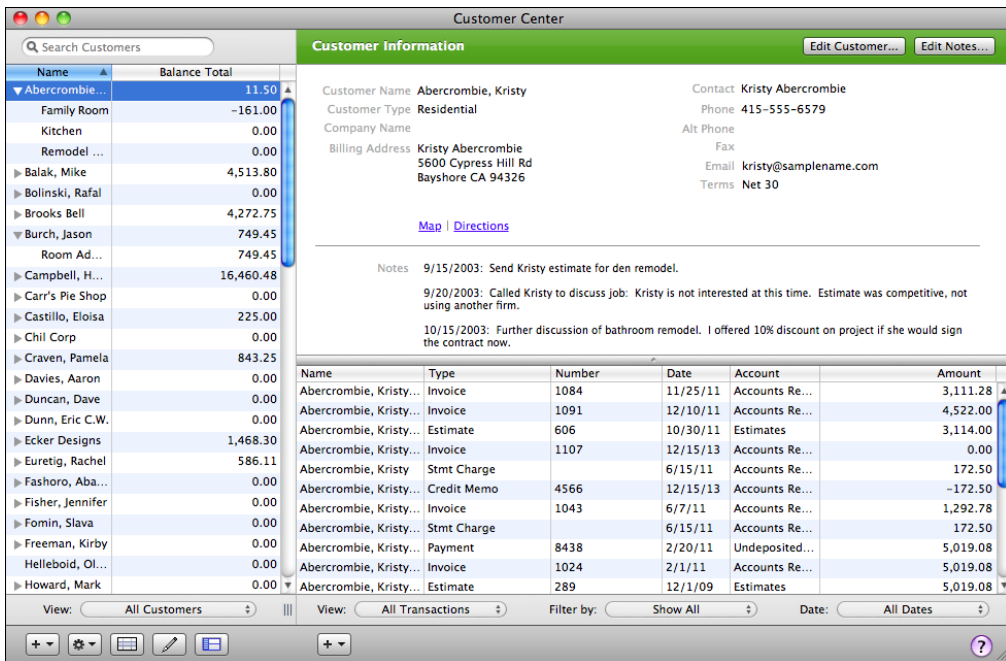 Customer Center
Search Customers
Name Balance Total
Abercrombie... 11.50
Family Room -161.00
Kitchen 0.00
Remodel ... 0.00
Balak, Mike 4,513.80
Bolinski, Rafal 0.00
Brooks Bell 4,272.75
Burch, Jason 749.45
Room Ad... 749.45
Campbell, H... 16,460.48
Carr's Pie Shop 0.00
Castillo, Eloisa 225.00
Chil Corp 0.00
Craven, Pamela 843.25
Davies, Aaron 0.00
Duncan, Dave 0.00
Dunn, Eric C.W. 0.00
Ecker Designs 1,468.30
Euretig, Rachel 586.11
Fashoro, Aba... 0.00
Fisher, Jennifer 0.00
Fomin, Slava 0.00
Freeman, Kirby 0.00
Helleboid, Ol... 0.00
Howard, Mark 0.00
View: All Customers
Customer Information Edit Customer... Edit Notes...
Customer Name Abercrombie, Kristy
Customer Type Residential
Company Name
Billing Address Kristy Abercrombie
5600 Cypress Hill Rd
Bayshore CA 94326
Map | Directions
Contact Kristy Abercrombie
Phone 415-555-6579
Alt Phone
Fax
Email kristy@samplename.com
Terms Net 30
Notes 9/15/2003: Send Kristy estimate for den remodel.
9/20/2003: Called Kristy to discuss job: Kristy is not interested at this time. Estimate was competitive, not
using another firm.
10/15/2003: Further discussion of bathroom remodel. I offered 10% discount on project if she would sign
the contract now.
Name Type Number Date Account Amount
Abercrombie, Kristy... Invoice 1084 11/25/11 Accounts Re... 3,111.28
Abercrombie, Kristy... Invoice 1091 12/10/11 Accounts Re... 4,522.00
Abercrombie, Kristy... Estimate 606 10/30/11 Estimates 3,114.00
Abercrombie, Kristy... Invoice 1107 12/15/13 Accounts Re... 0.00
Abercrombie, Kristy Stmt Charge 6/15/11 Accounts Re... 172.50
Abercrombie, Kristy... Credit Memo 4566 12/15/13 Accounts Re... -172.50
Abercrombie, Kristy... Invoice 1043 6/7/11 Accounts Re... 1,292.78
Abercrombie, Kristy... Stmt Charge 6/15/11 Accounts Re... 172.50
Abercrombie, Kristy... Payment 8438 2/20/11 Undeposited... 5,019.08
Abercrombie, Kristy... Invoice 1024 2/1/11 Accounts Re... 5,019.08
Abercrombie, Kristy... Estimate 289 12/1/09 Estimates 5,019.08
View: All Transactions Filter by: Show All Date: All Dates
?